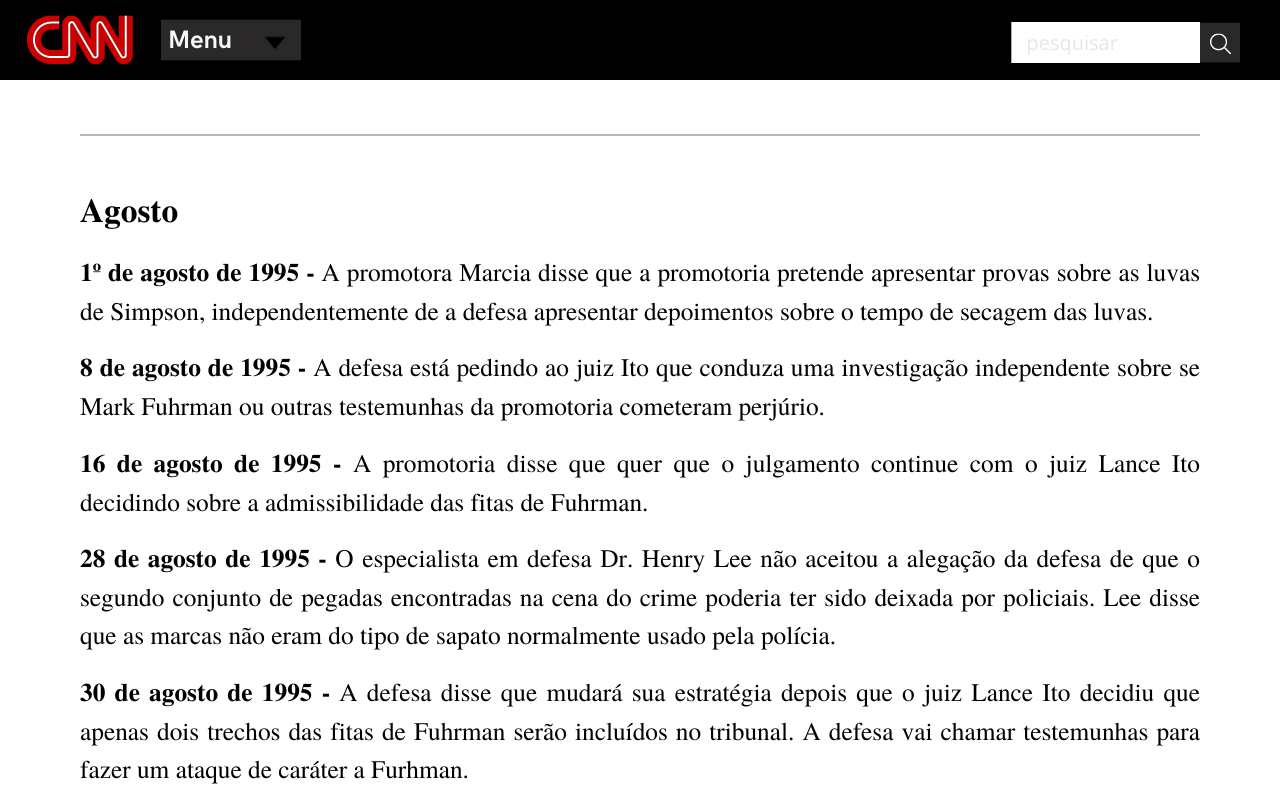 CNN
Menu
pesquisar
Agosto
1º de agosto de 1995 - A promotora Marcia disse que a promotoria pretende apresentar provas sobre as luvas
de Simpson, independentemente de a defesa apresentar depoimentos sobre o tempo de secagem das luvas.
8 de agosto de 1995 - A defesa está pedindo ao juiz Ito que conduza uma investigação independente sobre se
Mark Fuhrman ou outras testemunhas da promotoria cometeram perjúrio.
16 de agosto de 1995 - A promotoria disse que quer que o julgamento continue com o juiz Lance Ito
decidindo sobre a admissibilidade das fitas de Fuhrman.
28 de agosto de 1995 - O especialista em defesa Dr. Henry Lee não aceitou a alegação da defesa de que o
segundo conjunto de pegadas encontradas na cena do crime poderia ter sido deixada por policiais. Lee disse
que as marcas não eram do tipo de sapato normalmente usado pela polícia.
30 de agosto de 1995 - A defesa disse que mudará sua estratégia depois que o juiz Lance Ito decidiu que
apenas dois trechos das fitas de Fuhrman serão incluídos no tribunal. A defesa vai chamar testemunhas para
fazer um ataque de caráter a Furhman.